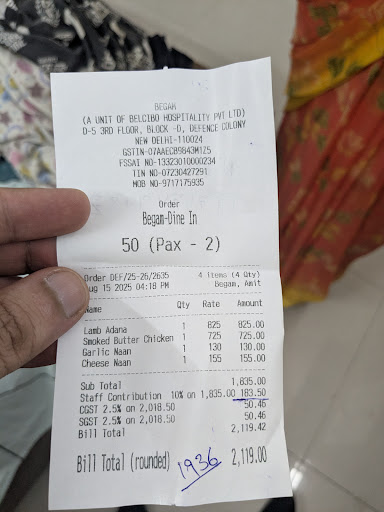 BEGAM
(A UNIT OF BELCIBO HOSPITALITY PVT LTD)
D-5 3RD FLOOR, BLOCK -D, DEFENCE COLONY
NEW DELHI-110024
GSTIN-07AAECB9843M1Z5
FSSAI NO-13323010000234
TIN NO-07230427291
MOB NO-9717175935
Order
Begam-Dine In
50 (Pax - 2)
Order DEF/25-26/2635 4 items (4 Qty)
Aug 15 2025 04:18 PM Begam, Amit
Name Qty Rate Amount
Lamb Adana 1 825 825.00
Smoked Butter Chicken 1 725 725.00
Garlic Naan 1 130 130.00
Cheese Naan 1 155 155.00
Sub Total 1,835.00
Staff Contribution 10% on 1,835.00 183.50
CGST 2.5% on 2,018.50 50.46
SGST 2.5% on 2,018.50 50.46
Bill Total 2,119.42
Bill Total (rounded) 2,119.00
1936